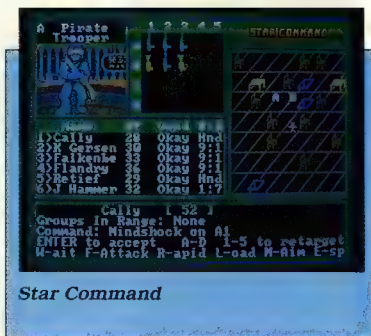 A Pirate
Trooper
1 2 3 4 5
STAR COMMAND
1)Cally 28 Okay Hnd
2)K Gersen 30 Okay 9:1
3)Falkenbe 33 Okay 9:1
4)Flandry 36 Okay 9:1
5)Retief 29 Okay Hnd
6)J Hammer 32 Okay 1:7
Cally [ 52 ]
Groups in Range: None
Command: Mindshock on A1
ENTER to accept A-D 1-5 to retarget
W-ait F-Attack R-apid L-oad M-Aim E-sp
Star Command